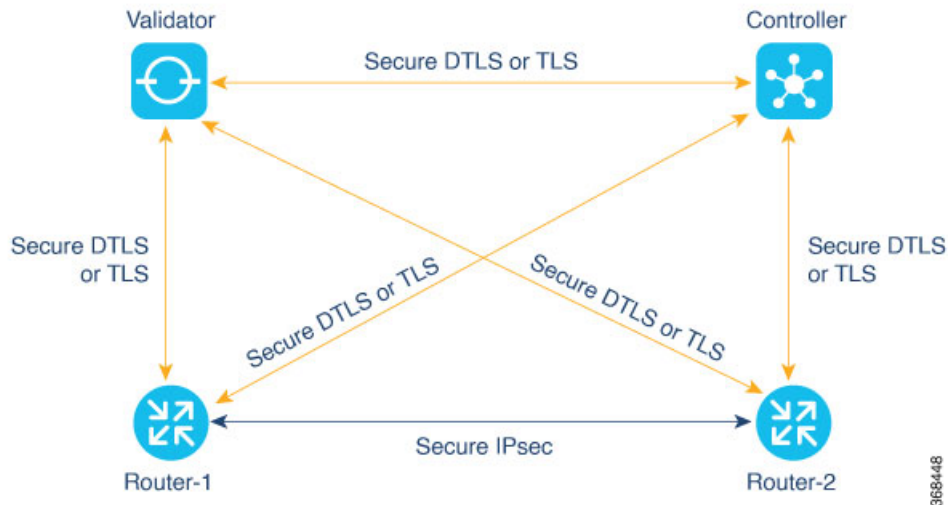 Validator
Controller
Secure DTLS or TLS
Secure DTLS
or TLS
Secure DTLS or TLS
Secure DTLS or TLS
Secure DTLS
or TLS
Secure IPsec
Router-1
Router-2
368448